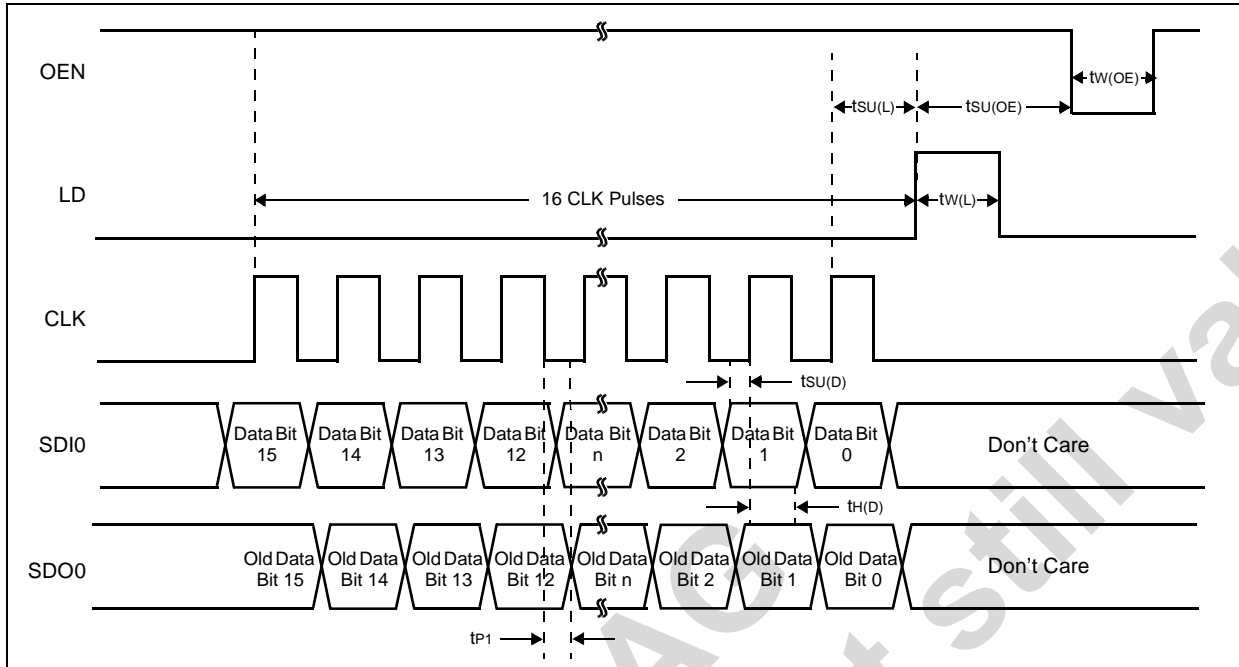 OEN
tW(OE)
tSU(L)
tSU(OE)
LD
16 CLK Pulses
tW(L)
CLK
tSU(D)
SDI0
Data Bit 15
Data Bit 14
Data Bit 13
Data Bit 12
Data Bit n
Data Bit 2
Data Bit 1
Data Bit 0
Don't Care
tH(D)
SDO0
Old Data Bit 15
Old Data Bit 14
Old Data Bit 13
Old Data Bit 12
Old Data Bit n
Old Data Bit 2
Old Data Bit 1
Old Data Bit 0
Don't Care
tP1
AG
still va